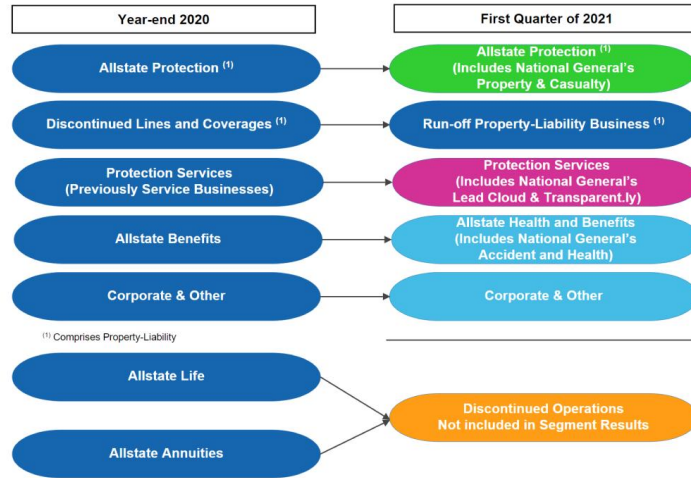 Year-end 2020
First Quarter of 2021
Allstate Protection (1)
Allstate Protection (1)
(Includes National General's
Property & Casualty)
Discontinued Lines and Coverages (1)
Run-off Property-Liability Business (1)
Protection Services
(Previously Service Businesses)
Protection Services
(Includes National General's
Lead Cloud & Transparent.ly)
Allstate Benefits
Allstate Health and Benefits
(Includes National General's
Accident and Health)
Corporate & Other
Corporate & Other
(1) Comprises Property-Liability
Allstate Life
Discontinued Operations
Not included in Segment Results
Allstate Annuities